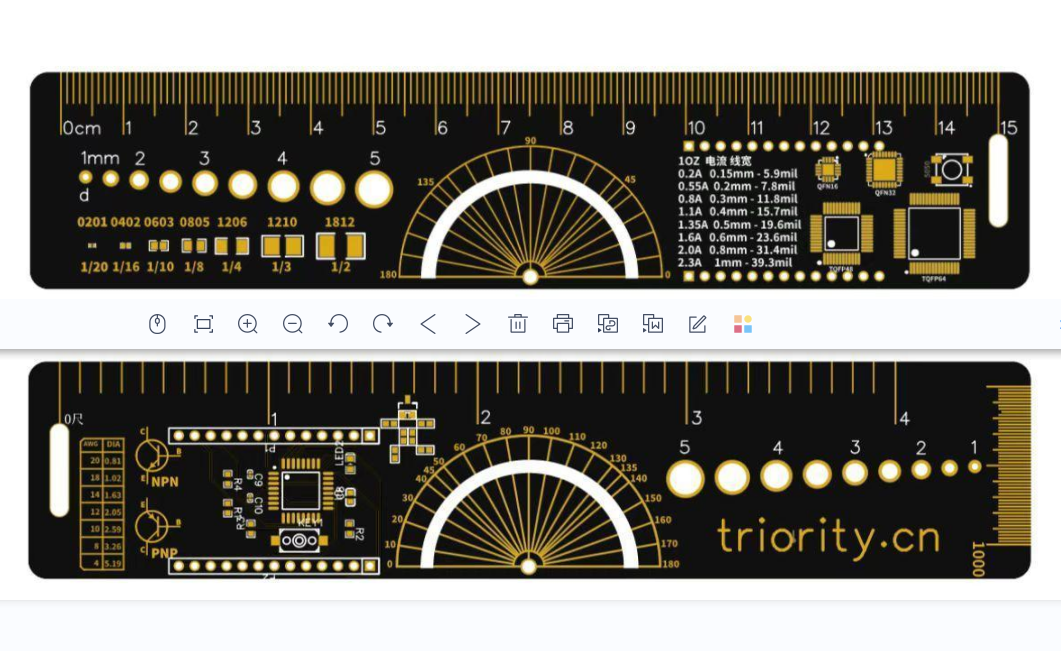 0cm 1 2 3 4 5 6 7 8 9 10 11 12 13 14 15
1mm 2 3 4 5
d
0201 0402 0603 0805 1206 1210 1812
1/20 1/16 1/10 1/8 1/4 1/3 1/2
90
135 45
180 0
1OZ 电流 线宽
0.2A 0.15mm - 5.9mil
0.55A 0.2mm - 7.8mil
0.8A 0.3mm - 11.8mil
1.1A 0.4mm - 15.7mil
1.35A 0.5mm - 19.6mil
1.6A 0.6mm - 23.6mil
2.0A 0.8mm - 31.4mil
2.3A 1mm - 39.3mil
QFN16
QFN32
TQFP48
TQFP64
0尺 1 2 3 4
AWG DIA
20 0.81
18 1.02
14 1.63
12 2.05
10 2.59
8 3.26
4 5.19
C
B
E NPN
E
B
C PNP
P1
LED2
R4
C9
C10
R2
0 10 20 30 40 45 50 60 70 80 90 100 110 120 130 135 140 150 160 170 180
5 4 3 2 1
triority.cn
1000